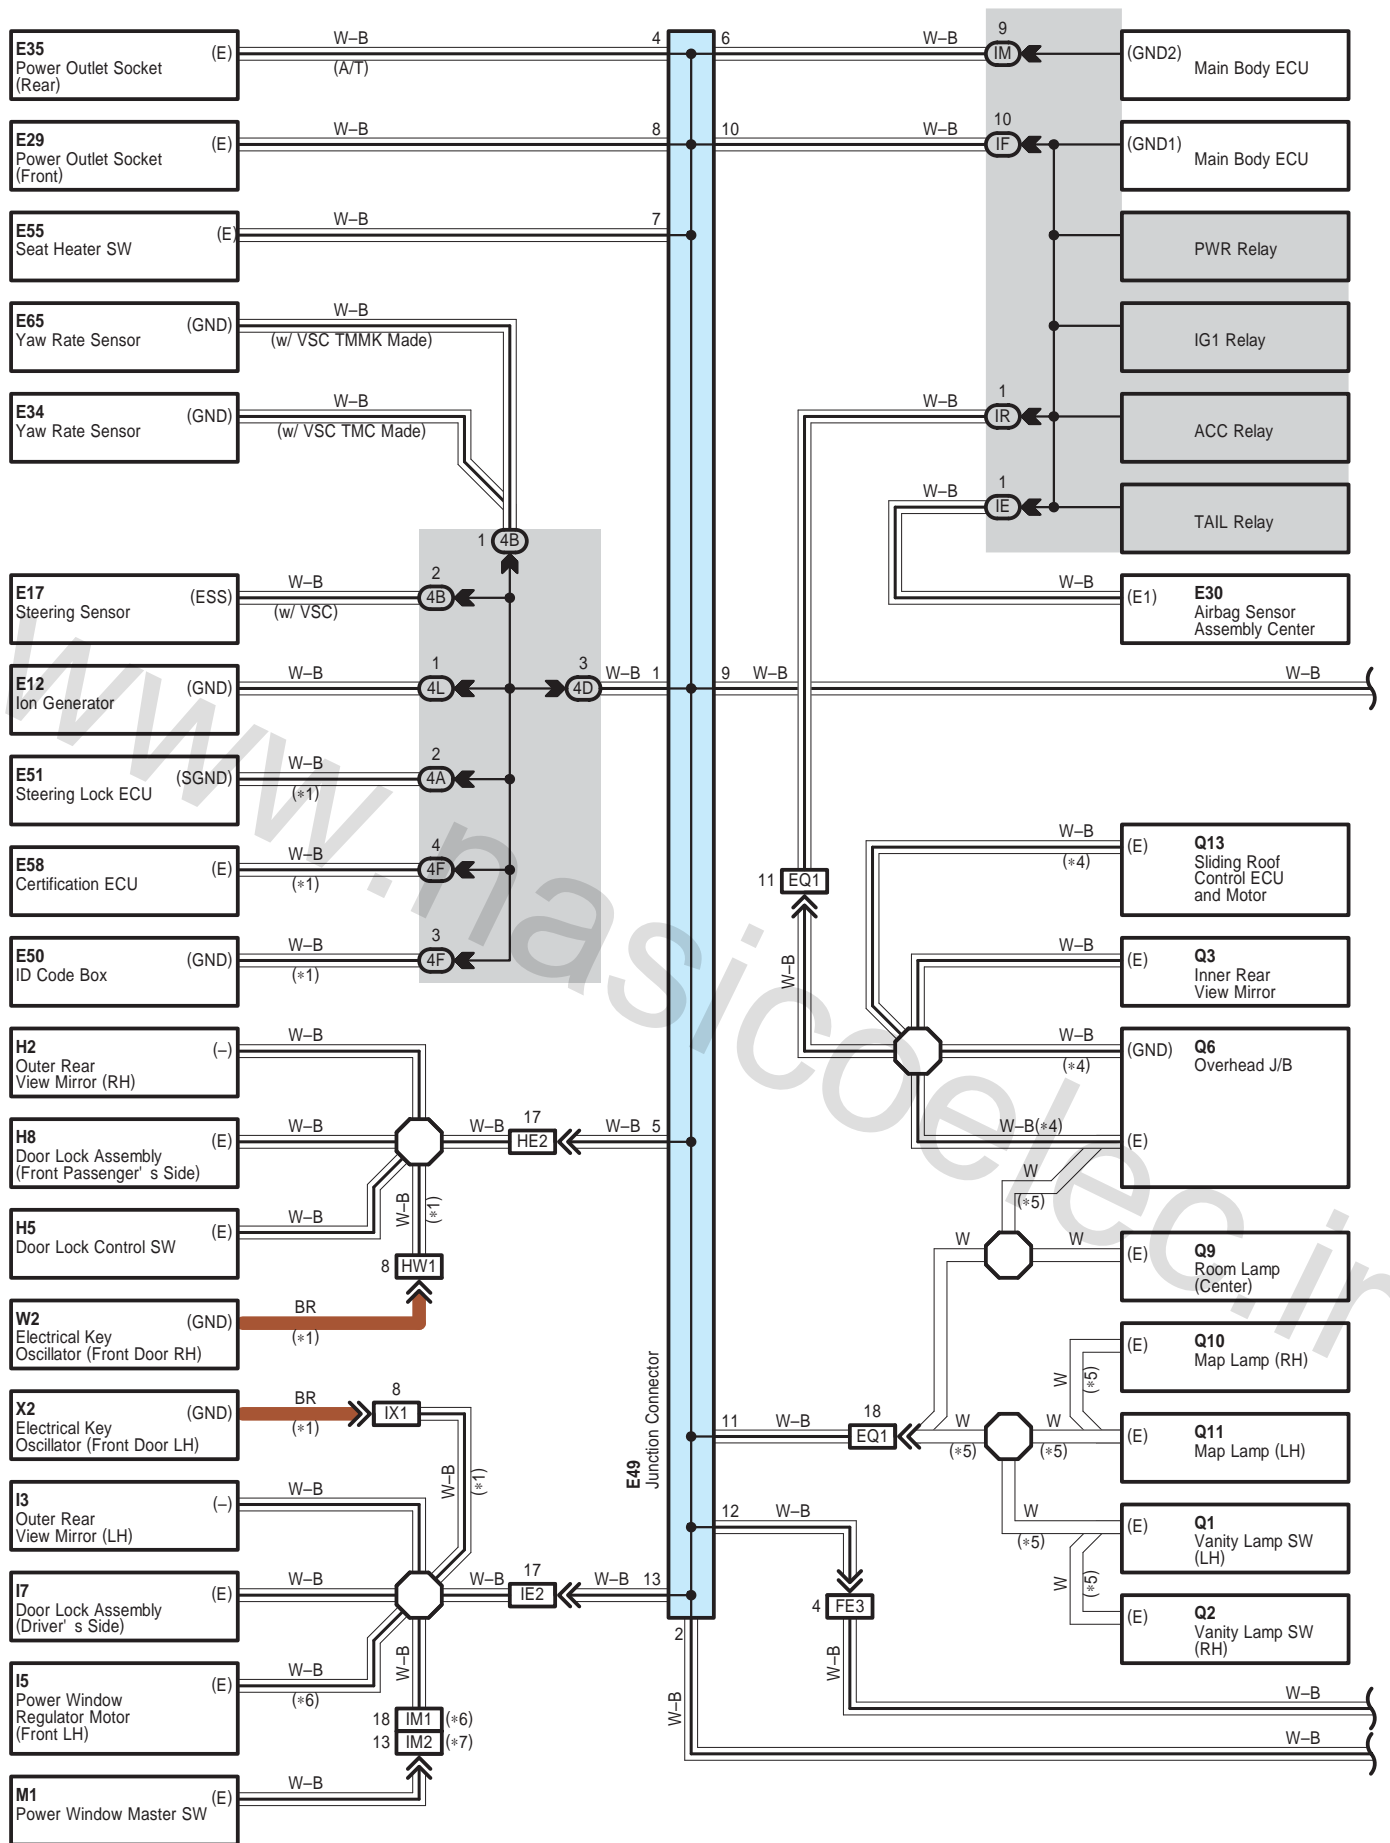 E35
Power Outlet Socket
(Rear)
(E)
W–B
(A/T)
4
6
W–B
9
IM
(GND2)
Main Body ECU
E29
Power Outlet Socket
(Front)
(E)
W–B
8
10
W–B
10
IF
(GND1)
Main Body ECU
E55
Seat Heater SW
(E)
W–B
7
PWR Relay
E65
Yaw Rate Sensor
(GND)
W–B
(w/ VSC TMMK Made)
IG1 Relay
E34
Yaw Rate Sensor
(GND)
W–B
(w/ VSC TMC Made)
W–B
1
IR
ACC Relay
W–B
1
IE
TAIL Relay
1
4B
E17
Steering Sensor
(ESS)
W–B
(w/ VSC)
2
4B
W–B
(E1)
E30
Airbag Sensor
Assembly Center
E12
Ion Generator
(GND)
W–B
1
4L
3
4D
W–B
1
9
W–B
W–B
E51
Steering Lock ECU
(SGND)
W–B
(*1)
2
4A
E58
Certification ECU
(E)
W–B
(*1)
4
4F
11
EQ1
W–B
(*4)
(E)
Q13
Sliding Roof
Control ECU
and Motor
E50
ID Code Box
(GND)
W–B
(*1)
3
4F
W–B
W–B
(E)
Q3
Inner Rear
View Mirror
H2
Outer Rear
View Mirror (RH)
(–)
W–B
W–B
(*4)
(GND)
Q6
Overhead J/B
H8
Door Lock Assembly
(Front Passenger' s Side)
(E)
W–B
W–B
17
HE2
W–B
5
W–B(*4)
(E)
W
(*5)
H5
Door Lock Control SW
(E)
W–B
W–B
(*1)
8
HW1
W
W
(E)
Q9
Room Lamp
(Center)
W2
Electrical Key
Oscillator (Front Door RH)
(GND)
BR
(*1)
(E)
Q10
Map Lamp (RH)
W
(*5)
X2
Electrical Key
Oscillator (Front Door LH)
(GND)
BR
(*1)
8
IX1
W–B
(*1)
E49
Junction Connector
11
W–B
18
EQ1
W
(*5)
W
(*5)
(E)
Q11
Map Lamp (LH)
I3
Outer Rear
View Mirror (LH)
(–)
W–B
12
W–B
W
(*5)
(E)
Q1
Vanity Lamp SW
(LH)
I7
Door Lock Assembly
(Driver' s Side)
(E)
W–B
W–B
17
IE2
W–B
13
4
FE3
W
(*5)
(E)
Q2
Vanity Lamp SW
(RH)
I5
Power Window
Regulator Motor
(Front LH)
(E)
W–B
(*6)
W–B
18
IM1
(*6)
13
IM2
(*7)
2
W–B
W–B
W–B
W–B
M1
Power Window Master SW
(E)
W–B
www.nasicoelec.ir